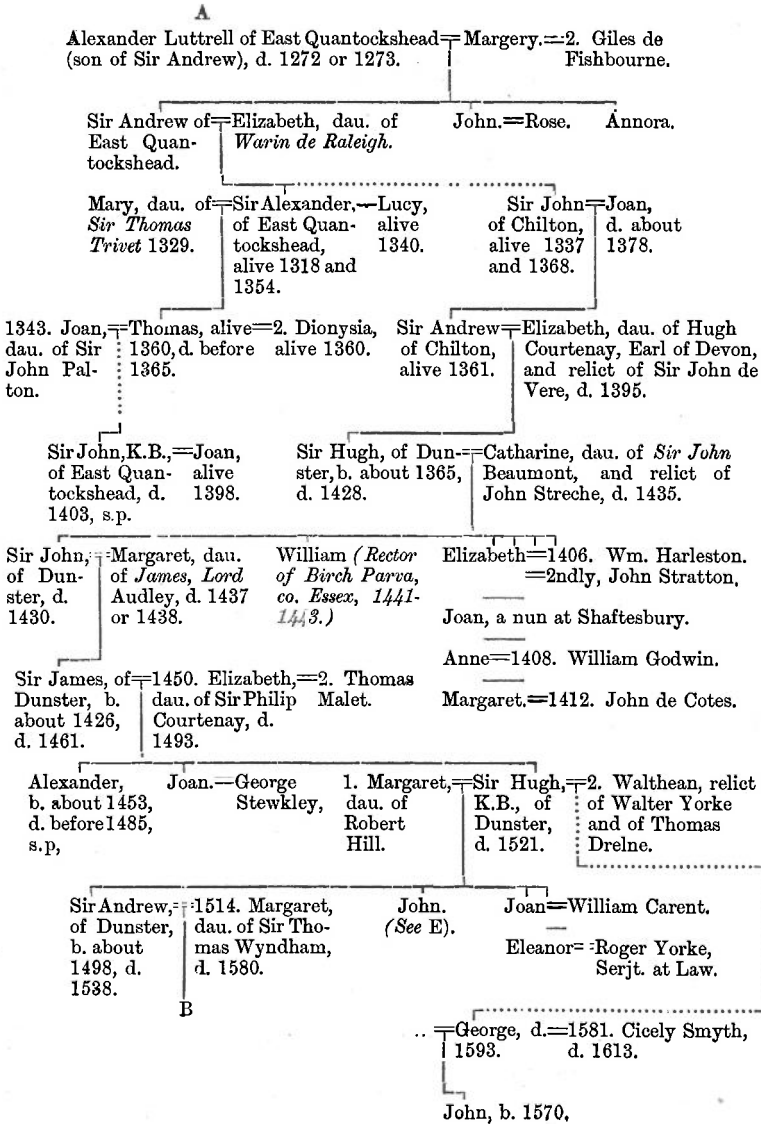 A
Alexander Luttrell of East Quantockshead = Margery. = 2. Giles de
(son of Sir Andrew), d. 1272 or 1273. Fishbourne.
Sir Andrew of = Elizabeth, dau. of John. = Rose. Annora.
East Quan- Warin de Raleigh.
tockshead.
Mary, dau. of = Sir Alexander, — Lucy, Sir John = Joan,
Sir Thomas of East Quan- alive of Chilton, d. about
Trivet 1329. tockshead, 1340. alive 1337 1378.
alive 1318 and and 1368.
1354.
1343. Joan, = Thomas, alive = 2. Dionysia, Sir Andrew = Elizabeth, dau. of Hugh
dau. of Sir 1360, d. before alive 1360. of Chilton, Courtenay, Earl of Devon,
John Pal- 1365. alive 1361. and relict of Sir John de
ton. Vere, d. 1395.
Sir John, K.B., = Joan, Sir Hugh, of Dun- = Catharine, dau. of Sir John
of East Quan- alive ster, b. about 1365, Beaumont, and relict of
tockshead, d. 1398. d. 1428. John Streche, d. 1435.
1403, s.p.
Sir John, = Margaret, dau. William (Rector Elizabeth = 1406. Wm. Harleston.
of Dun- of James, Lord of Birch Parva, = 2ndly, John Stratton,
ster, d. Audley, d. 1437 co. Essex, 1441-
1430. or 1438. 1443.) Joan, a nun at Shaftesbury.
Anne = 1408. William Godwin.
Sir James, of = 1450. Elizabeth, = 2. Thomas Margaret. = 1412. John de Cotes.
Dunster, b. dau. of Sir Philip Malet.
about 1426, Courtenay, d.
d. 1461. 1493.
Alexander, Joan. — George 1. Margaret, = Sir Hugh, = 2. Walthean, relict
b. about 1453, Stewkley, dau. of K.B., of of Walter Yorke
d. before 1485, Robert Dunster, and of Thomas
s.p, Hill. d. 1521. Drelne.
Sir Andrew, = 1514. Margaret, John. Joan = William Carent.
of Dunster, dau. of Sir Tho- (See E).
b. about mas Wyndham, Eleanor = Roger Yorke,
1498, d. d. 1580. Serjt. at Law.
1538.
B
.. = George, d. = 1581. Cicely Smyth,
1593. d. 1613.
John, b. 1570,